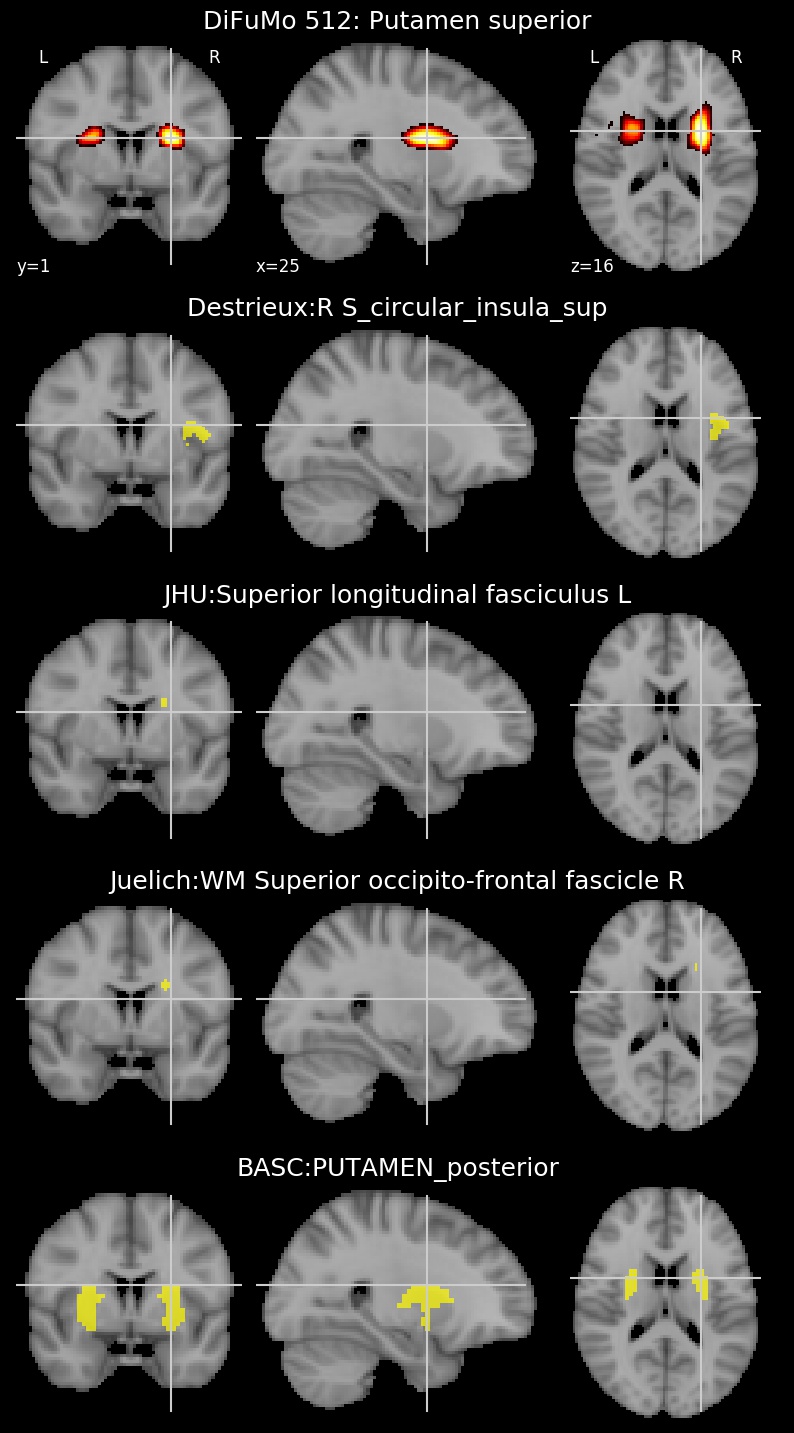 DiFuMo 512: Putamen superior
L R L R
y=1 x=25 z=16
Destrieux:R S_circular_insula_sup
JHU:Superior longitudinal fasciculus L
Juelich:WM Superior occipito-frontal fascicle R
BASC:PUTAMEN_posterior